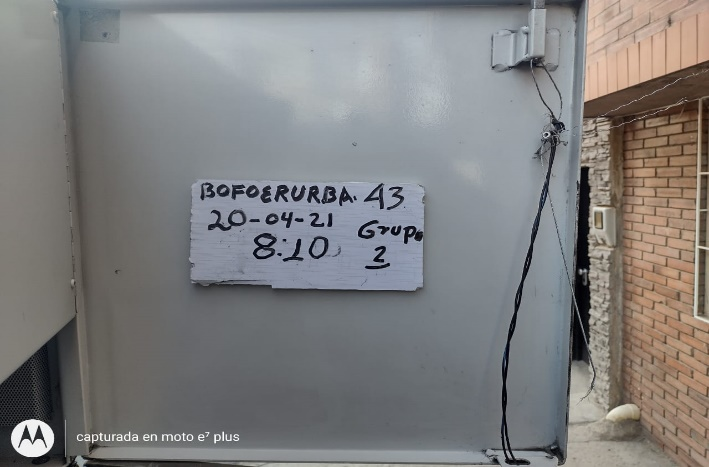 BOFOERURBA. 43
20-04-21 Grupo
8:10 2
capturada en moto e⁷ plus